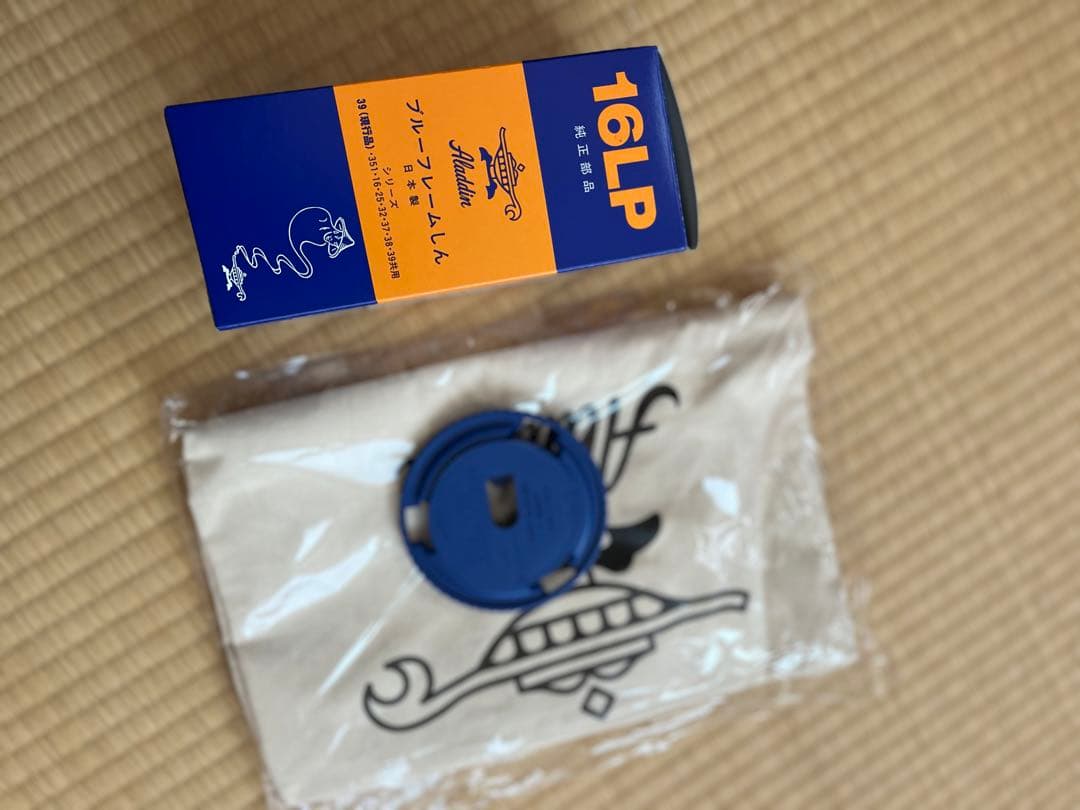 16LP
純正部品
Aladdin
日本製
ブルーフレームしん
シリーズ
39(現行品)・351・16・25・32・37・38・39共用